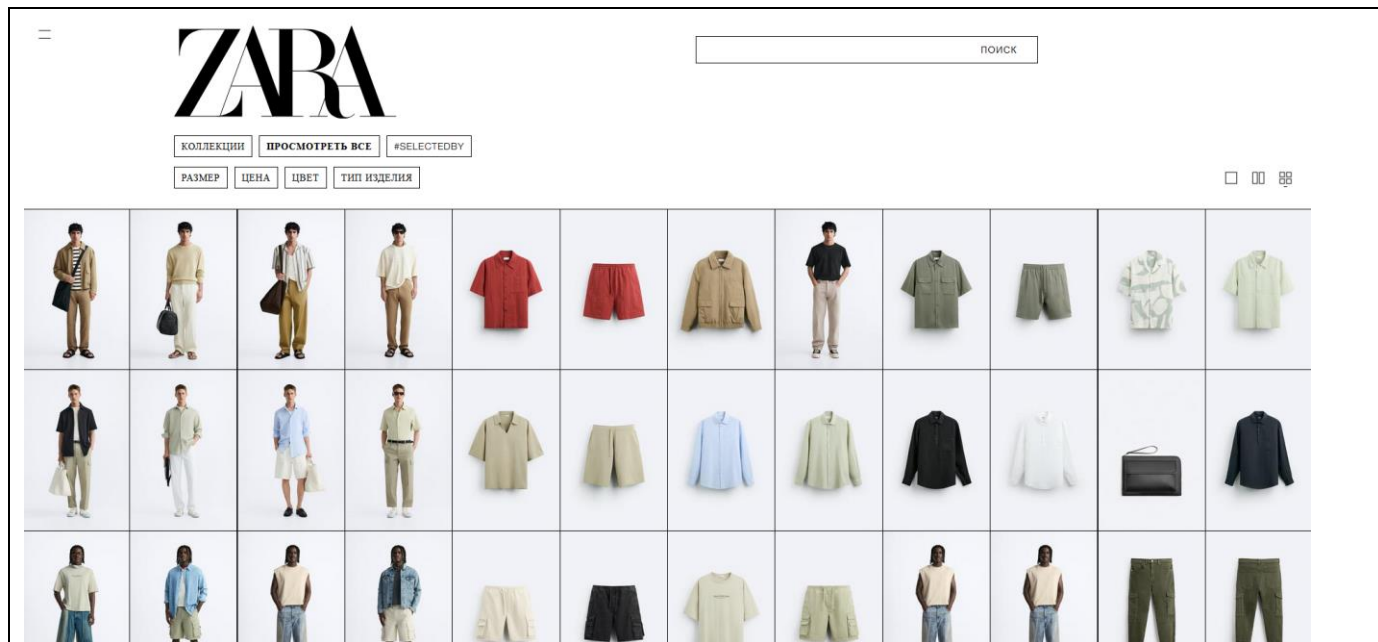 ZARA
ПОИСК
КОЛЛЕКЦИИ ПРОСМОТРЕТЬ ВСЕ #SELECTEDBY
РАЗМЕР ЦЕНА ЦВЕТ ТИП ИЗДЕЛИЯ